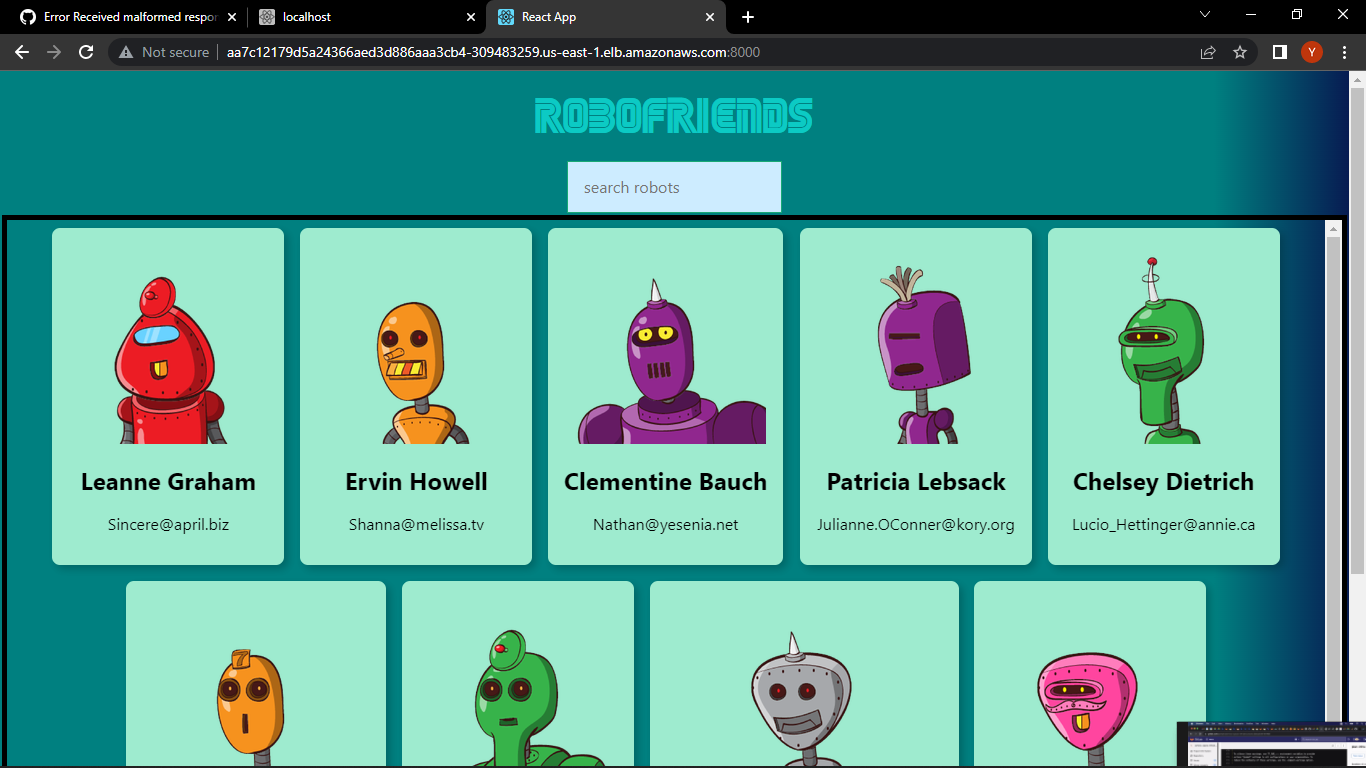 Error Received malformed respor
localhost
React App
Not secure
aa7c12179d5a24366aed3d886aaa3cb4-309483259.us-east-1.elb.amazonaws.com:8000
Y
ROBOFRIENDS
search robots
Leanne Graham
Ervin Howell
Clementine Bauch
Patricia Lebsack
Chelsey Dietrich
Sincere@april.biz
Shanna@melissa.tv
Nathan@yesenia.net
Julianne.OConner@kory.org
Lucio_Hettinger@annie.ca
7